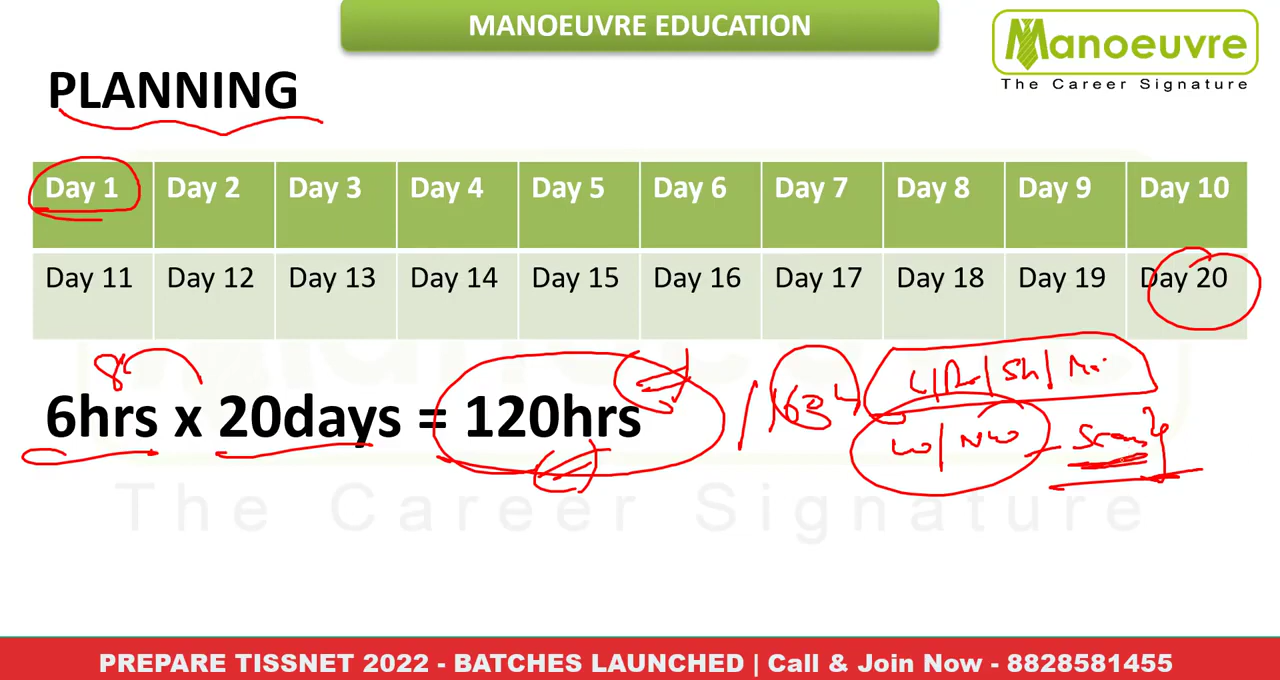 MANOEUVRE EDUCATION
Manoeuvre
The Career Signature
PLANNING
Day 1 Day 2 Day 3 Day 4 Day 5 Day 6 Day 7 Day 8 Day 9 Day 10
Day 11 Day 12 Day 13 Day 14 Day 15 Day 16 Day 17 Day 18 Day 19 Day 20
8
6hrs x 20days = 120hrs
W/NW
The Career Signature
PREPARE TISSNET 2022 - BATCHES LAUNCHED | Call & Join Now - 8828581455